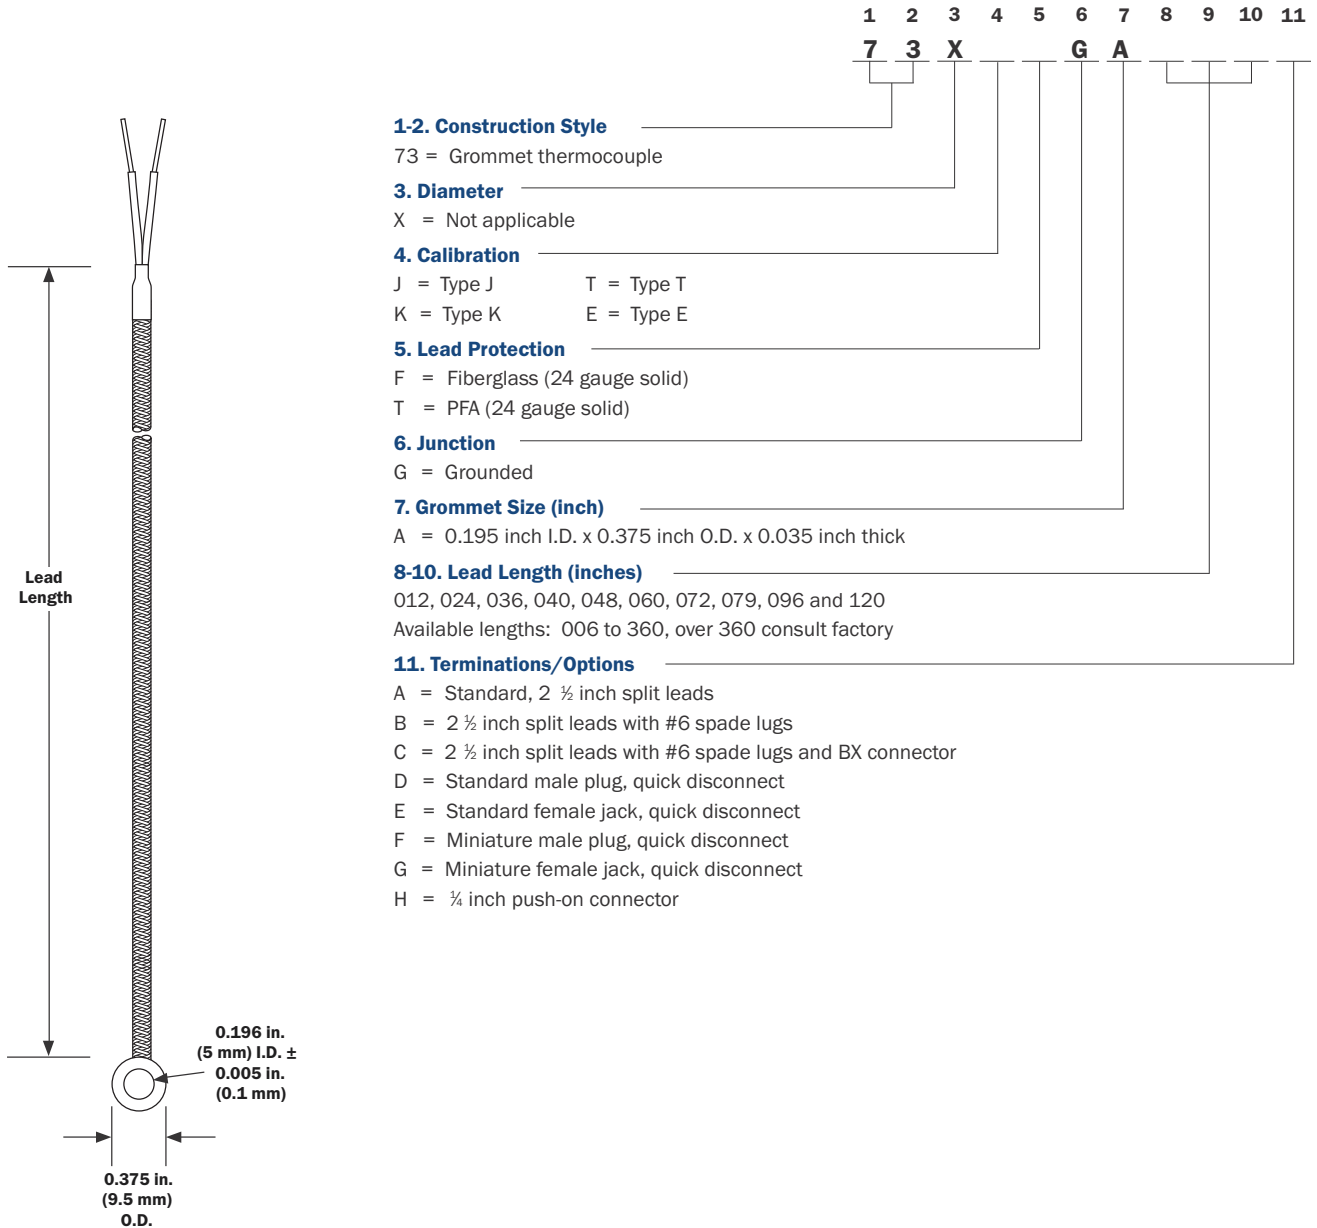 1 2 3 4 5 6 7 8 9 10 11
7 3 X G A
1-2. Construction Style
73 = Grommet thermocouple
3. Diameter
X = Not applicable
4. Calibration
J = Type J T = Type T
K = Type K E = Type E
5. Lead Protection
F = Fiberglass (24 gauge solid)
T = PFA (24 gauge solid)
6. Junction
G = Grounded
7. Grommet Size (inch)
A = 0.195 inch I.D. x 0.375 inch O.D. x 0.035 inch thick
8-10. Lead Length (inches)
012, 024, 036, 040, 048, 060, 072, 079, 096 and 120
Available lengths: 006 to 360, over 360 consult factory
11. Terminations/Options
A = Standard, 2 ½ inch split leads
B = 2 ½ inch split leads with #6 spade lugs
C = 2 ½ inch split leads with #6 spade lugs and BX connector
D = Standard male plug, quick disconnect
E = Standard female jack, quick disconnect
F = Miniature male plug, quick disconnect
G = Miniature female jack, quick disconnect
H = ¼ inch push-on connector
Lead
Length
0.196 in.
(5 mm) I.D. ±
0.005 in.
(0.1 mm)
0.375 in.
(9.5 mm)
O.D.